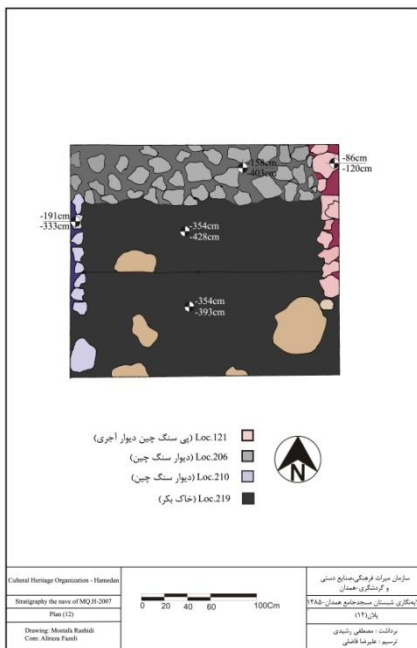 -86cm
-120cm
-158cm
-403cm
-191cm
-333cm
-354cm
-428cm
-354cm
-393cm
Loc.121 (پی سنگ چین دیوار آجری)
Loc.206 (دیوار سنگ چین)
Loc.210 (دیوار سنگ چین)
Loc.219 (خاک بکر)
N
Cultural Heritage Organization - Hamedan
Stratigraphy the nave of MQ.H-2007
Plan (12)
Drawing: Mostafa Rashidi
Com: Alireza Fazeli
0 20 40 60 100Cm
سازمان میراث فرهنگی،صنایع دستی
و گردشگری-همدان
لایه‌نگاری شبستان مسجدجامع همدان-۱۳۸۵
پلان(۱۲)
برداشت : مصطفی رشیدی
ترسیم : علیرضا فاضلی